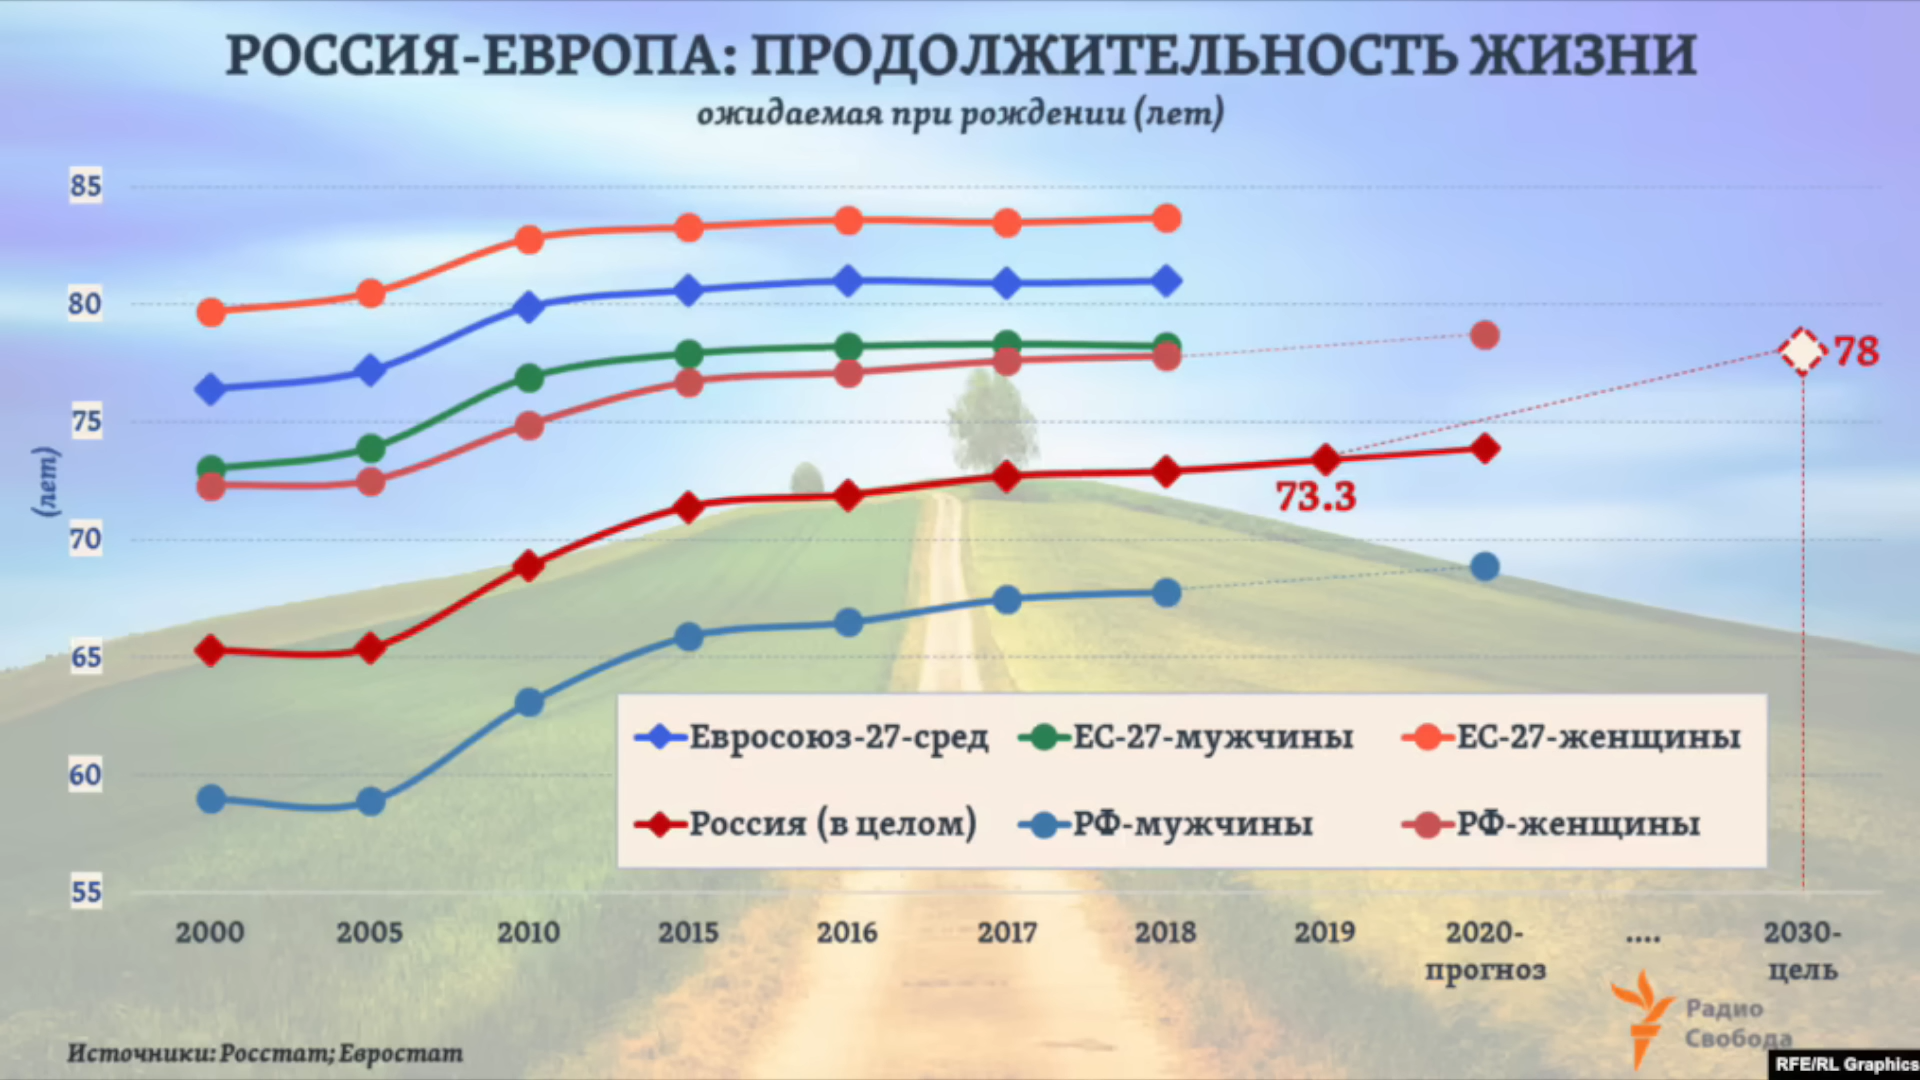 РОССИЯ-ЕВРОПА: ПРОДОЛЖИТЕЛЬНОСТЬ ЖИЗНИ
ожидаемая при рождении (лет)
85
80
75
70
65
60
55
(лет)
78
73.3
Евросоюз-27-сред ЕС-27-мужчины ЕС-27-женщины
Россия (в целом) РФ-мужчины РФ-женщины
2000 2005 2010 2015 2016 2017 2018 2019 2020- .... 2030-
прогноз цель
Радио
Свобода
Источники: Росстат; Евростат
RFE/RL Graphics